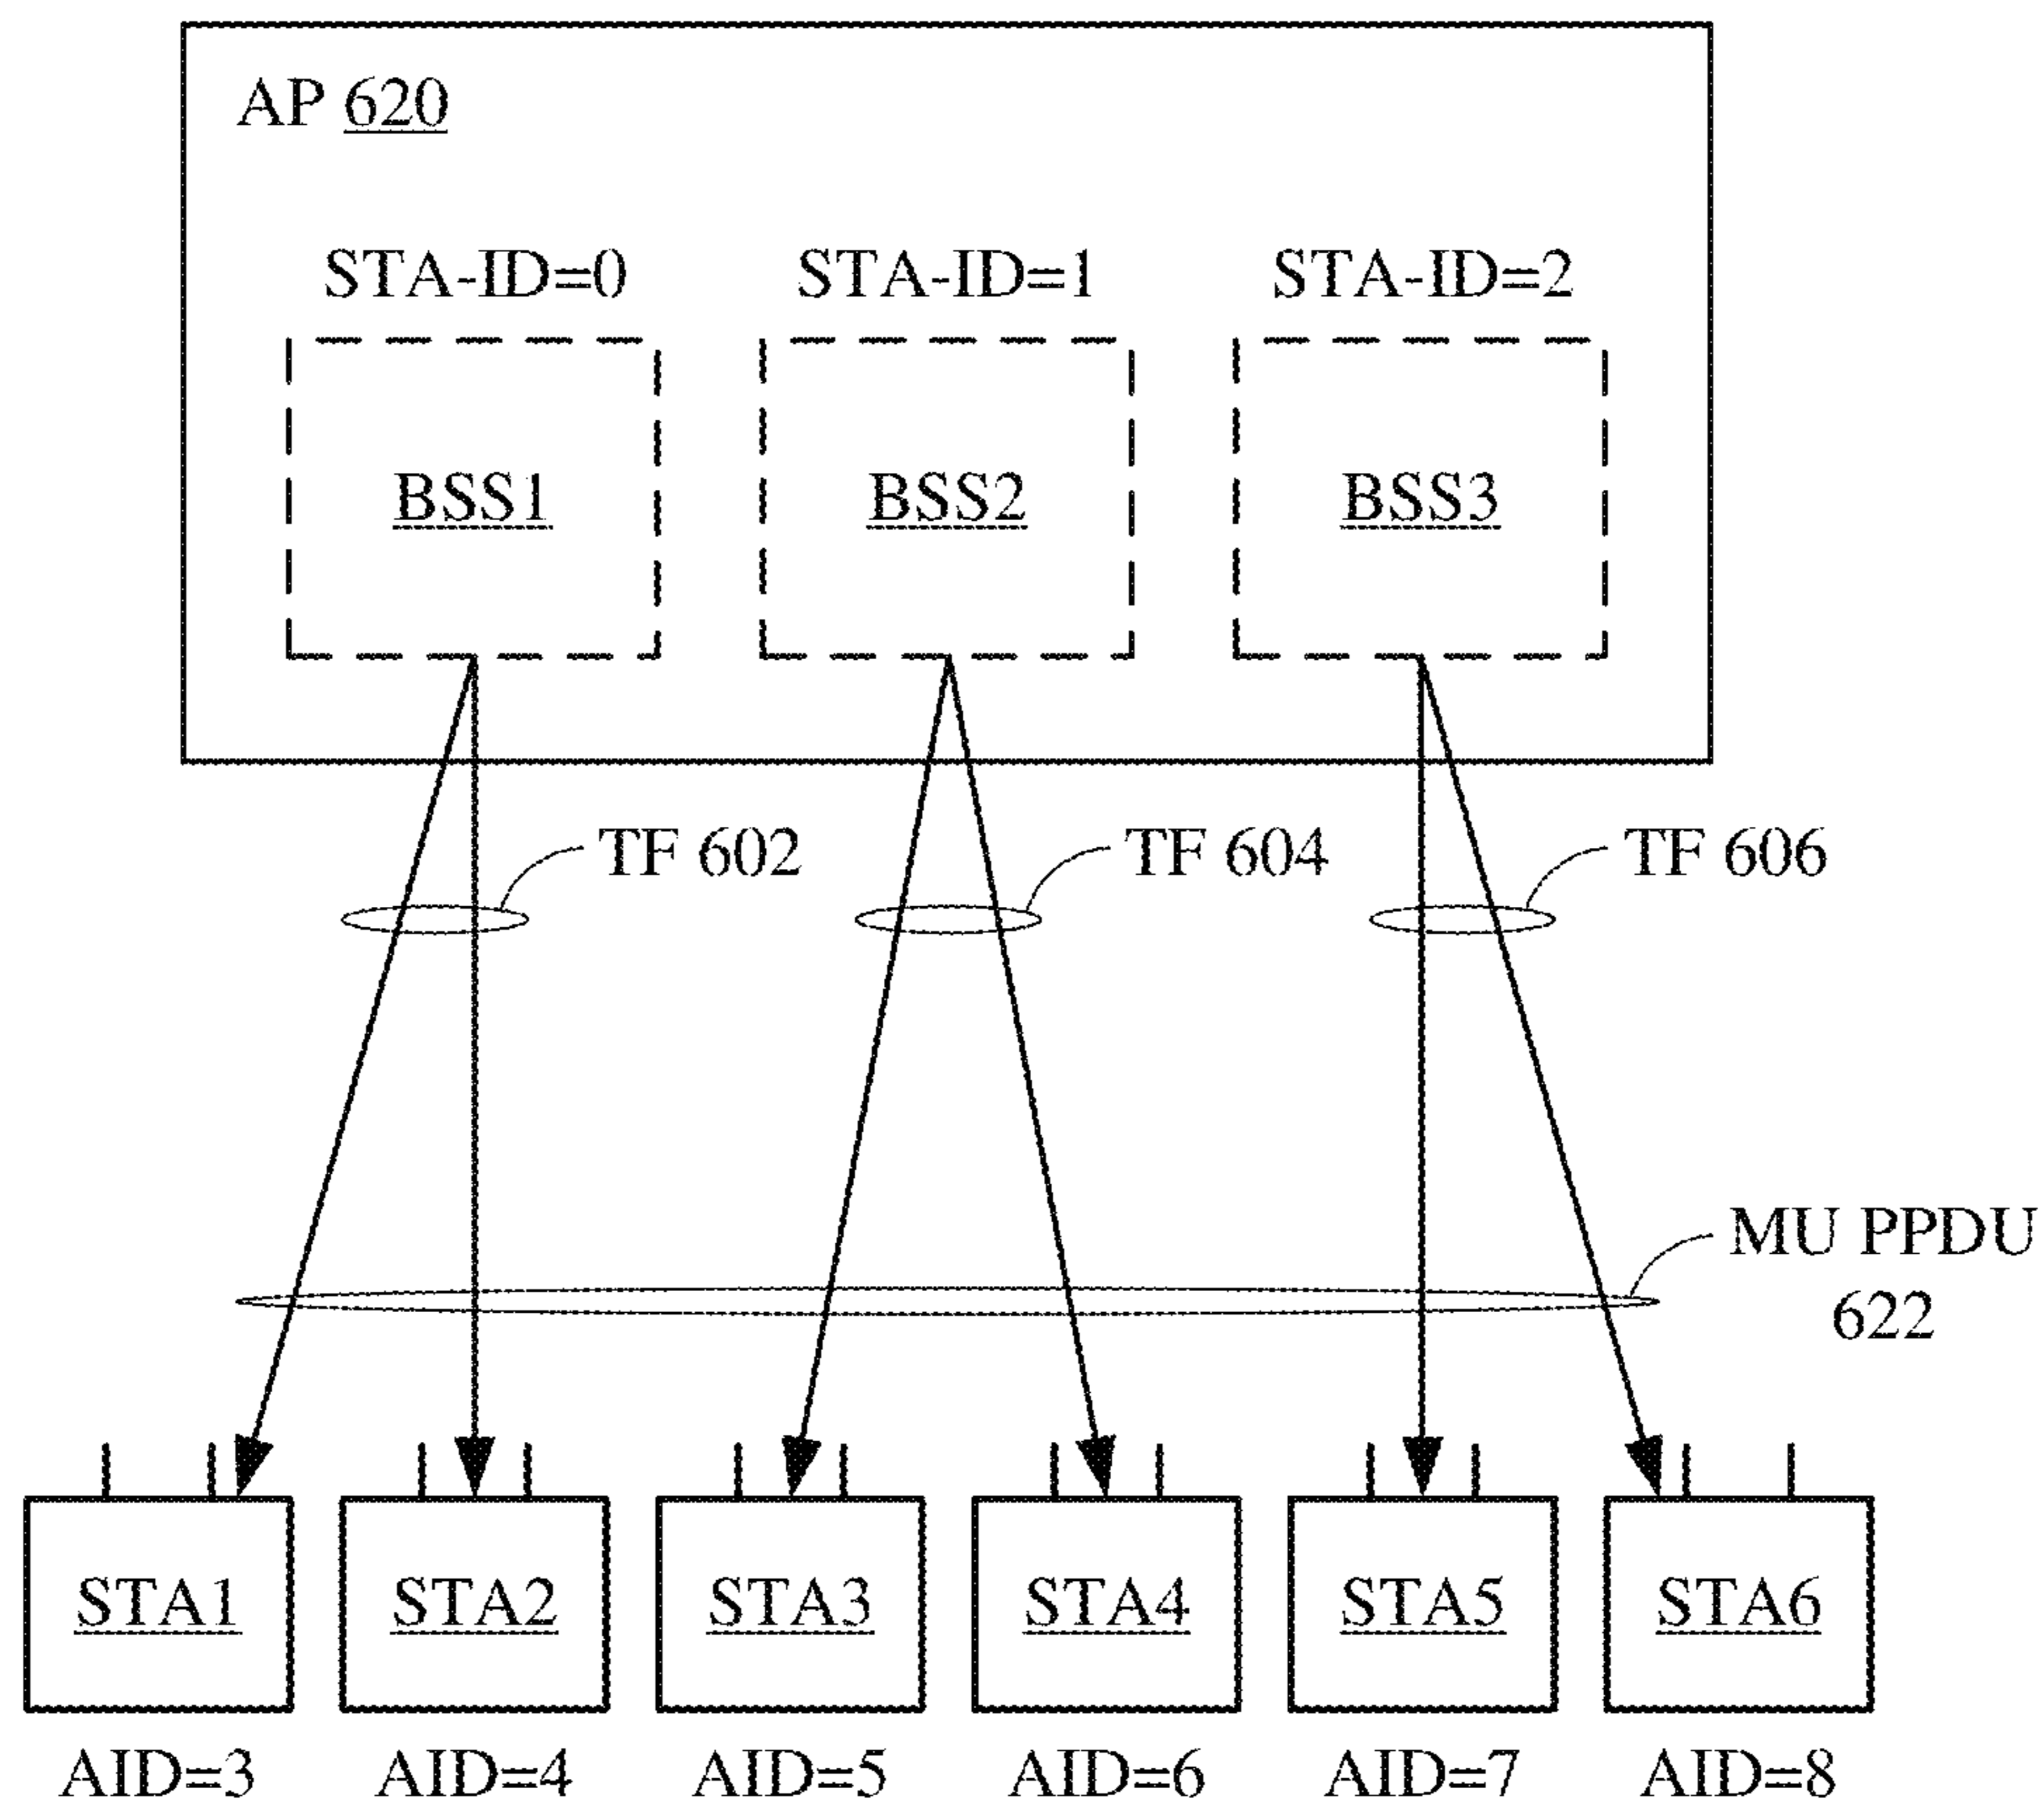 AP 620
STA-ID=0 STA-ID=1 STA-ID=2
BSS1 BSS2 BSS3
TF 602 TF 604 TF 606
MU PPDU
622
STA1 STA2 STA3 STA4 STA5 STA6
AID=3 AID=4 AID=5 AID=6 AID=7 AID=8